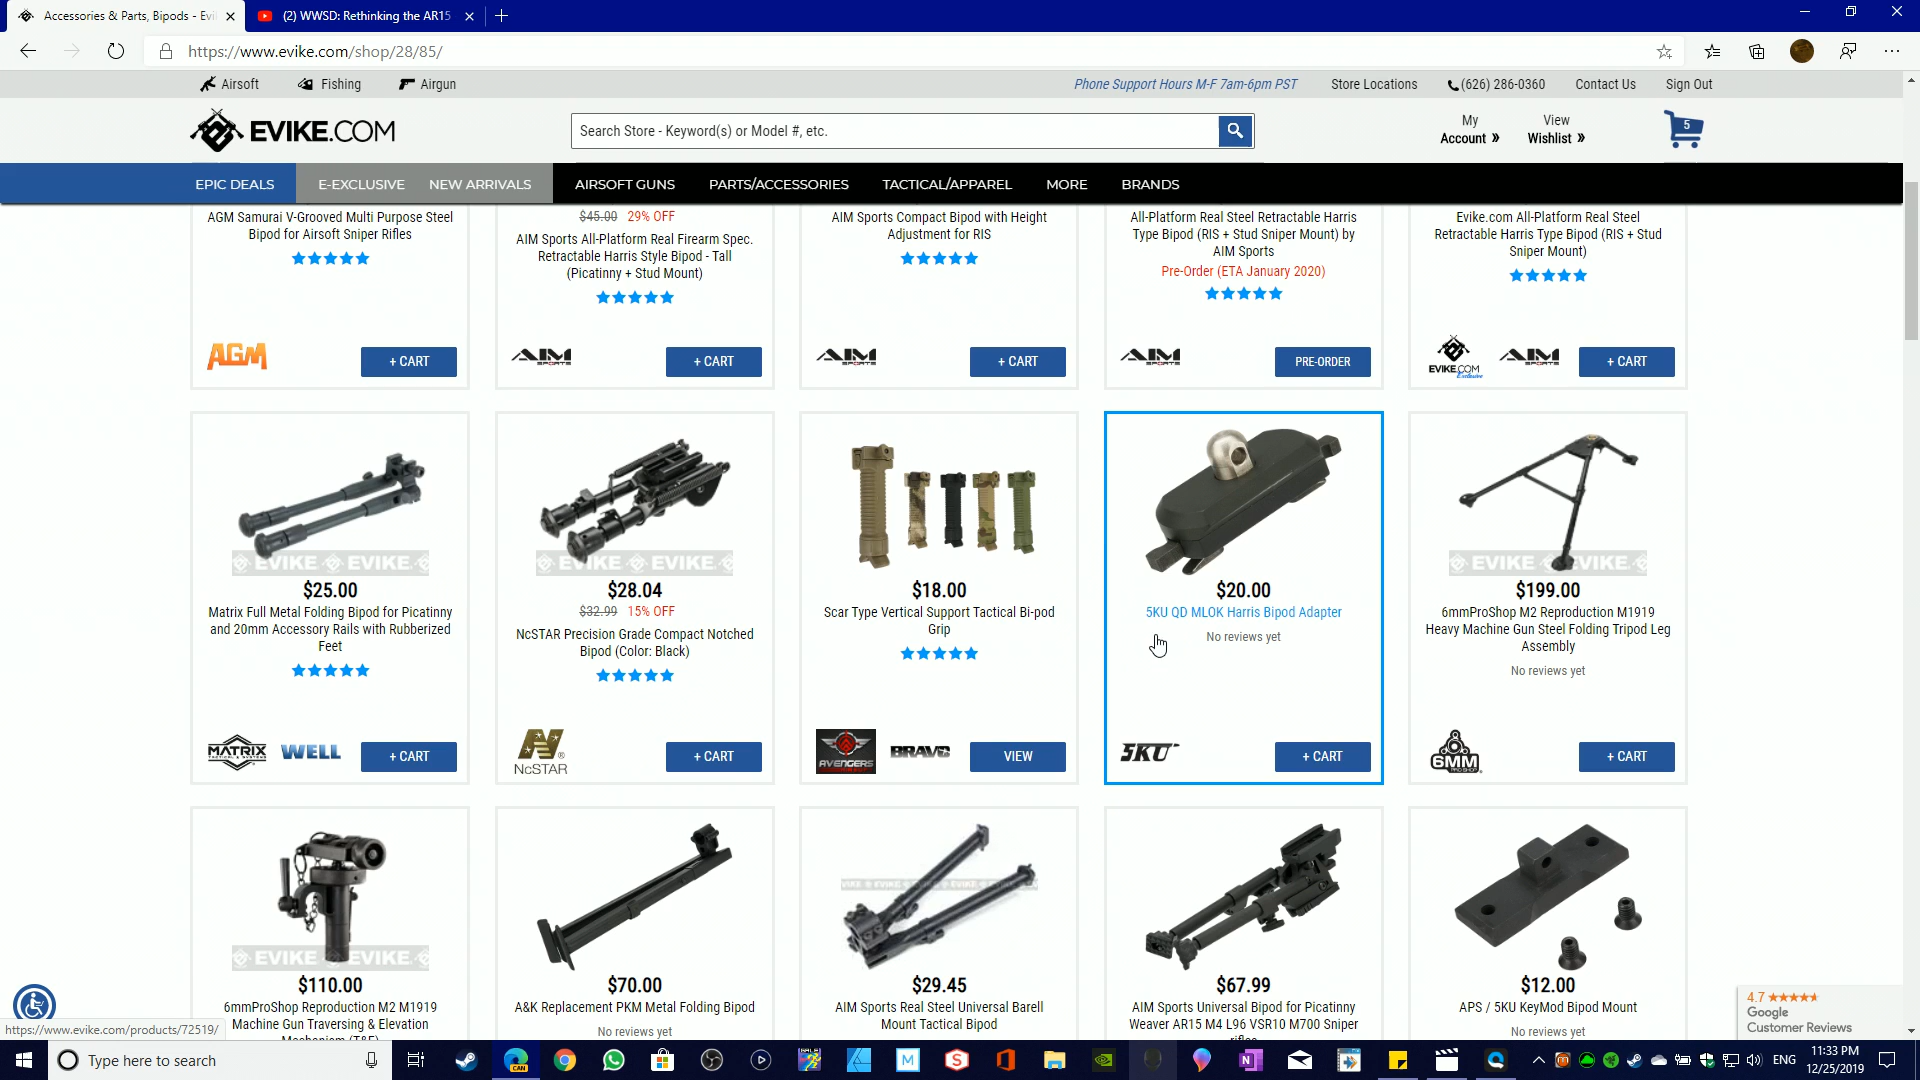 Accessories & Parts, Bipods - Evi
(2) WWSD: Rethinking the AR15
https://www.evike.com/shop/28/85/
Airsoft
Fishing
Airgun
Phone Support Hours M-F 7am-6pm PST
Store Locations
(626) 286-0360
Contact Us
Sign Out
EVIKE.COM
Search Store - Keyword(s) or Model #, etc.
My
Account »
View
Wishlist »
5
EPIC DEALS
E-EXCLUSIVE
NEW ARRIVALS
AIRSOFT GUNS
PARTS/ACCESSORIES
TACTICAL/APPAREL
MORE
BRANDS
AGM Samurai V-Grooved Multi Purpose Steel
Bipod for Airsoft Sniper Rifles
AGM
+ CART
$45.00 29% OFF
AIM Sports All-Platform Real Firearm Spec.
Retractable Harris Style Bipod - Tall
(Picatinny + Stud Mount)
AIM
SPORTS
+ CART
AIM Sports Compact Bipod with Height
Adjustment for RIS
AIM
SPORTS
+ CART
All-Platform Real Steel Retractable Harris
Type Bipod (RIS + Stud Sniper Mount) by
AIM Sports
Pre-Order (ETA January 2020)
AIM
SPORTS
PRE-ORDER
Evike.com All-Platform Real Steel
Retractable Harris Type Bipod (RIS + Stud
Sniper Mount)
EVIKE.COM
Exclusive
AIM
SPORTS
+ CART
EVIKE EVIKE
$25.00
Matrix Full Metal Folding Bipod for Picatinny
and 20mm Accessory Rails with Rubberized
Feet
MATRIX
WELL
+ CART
EVIKE EVIKE
$28.04
$32.99 15% OFF
NcSTAR Precision Grade Compact Notched
Bipod (Color: Black)
NcSTAR
+ CART
$18.00
Scar Type Vertical Support Tactical Bi-pod
Grip
AVENGERS
BRAVO
VIEW
$20.00
5KU QD MLOK Harris Bipod Adapter
No reviews yet
5KU
+ CART
EVIKE EVIKE
$199.00
6mmProShop M2 Reproduction M1919
Heavy Machine Gun Steel Folding Tripod Leg
Assembly
No reviews yet
6MM
PRO SHOP
+ CART
EVIKE EVIKE
$110.00
6mmProShop Reproduction M2 M1919
Machine Gun Traversing & Elevation
Mechanism (T&E)
$70.00
A&K Replacement PKM Metal Folding Bipod
No reviews yet
$29.45
AIM Sports Real Steel Universal Barell
Mount Tactical Bipod
$67.99
AIM Sports Universal Bipod for Picatinny
Weaver AR15 M4 L96 VSR10 M700 Sniper
rifles
$12.00
APS / 5KU KeyMod Bipod Mount
No reviews yet
4.7
Google
Customer Reviews
https://www.evike.com/products/72519/
Type here to search
CAN
ENG
11:33 PM
12/25/2019